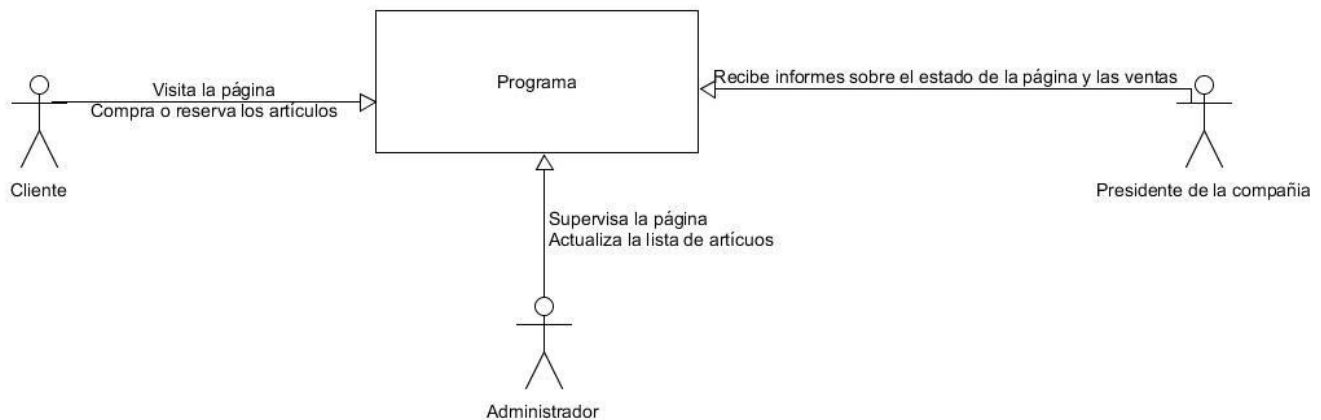 Programa
Visita la página
Compra o reserva los artículos
Recibe informes sobre el estado de la página y las ventas
Cliente
Presidente de la compañia
Supervisa la página
Actualiza la lista de artícuos
Administrador